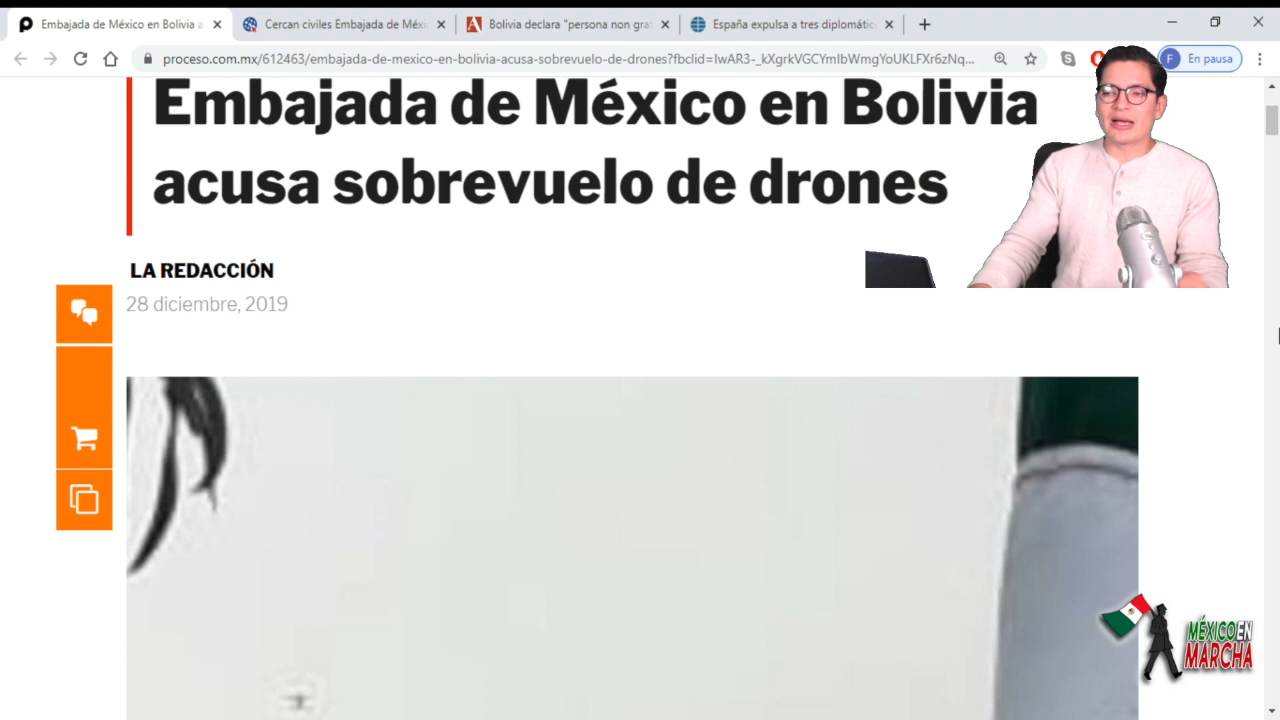 Embajada de México en Bolivia a
Cercan civiles Embajada de Méxi
Bolivia declara "persona non gra
España expulsa a tres diplomátic
proceso.com.mx/612463/embajada-de-mexico-en-bolivia-acusa-sobrevuelo-de-drones?fbclid=IwAR3-_kXgrkVGCYmIbWmgYoUKLFXr6zNq...
F En pausa
Embajada de México en Bolivia
acusa sobrevuelo de drones
LA REDACCIÓN
28 diciembre, 2019
MÉXICO EN
MARCHA